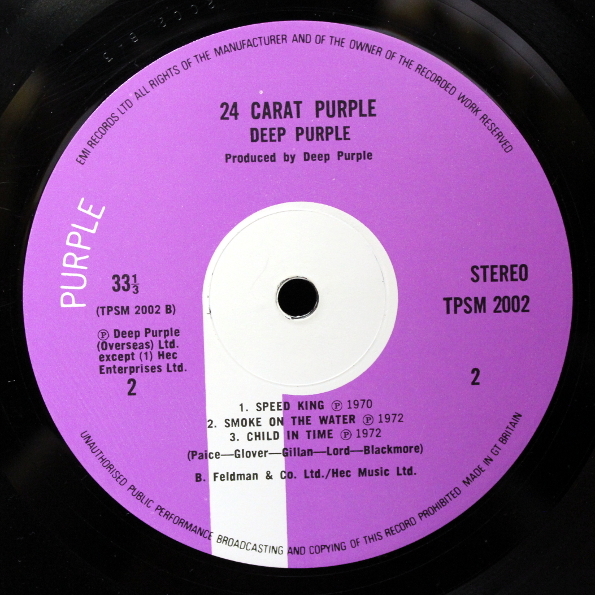 EMI RECORDS LTD ALL RIGHTS OF THE MANUFACTURER AND OF THE OWNER OF THE RECORDED WORK RESERVED
24 CARAT PURPLE
DEEP PURPLE
Produced by Deep Purple
PURPLE
33⅓
(TPSM 2002 B)
STEREO
TPSM 2002
Ⓟ Deep Purple
(Overseas) Ltd.
except (1) Hec
Enterprises Ltd.
2
2
1. SPEED KING Ⓟ 1970
2. SMOKE ON THE WATER Ⓟ 1972
3. CHILD IN TIME Ⓟ 1972
(Paice—Glover—Gillan—Lord—Blackmore)
B. Feldman & Co. Ltd./Hec Music Ltd.
UNAUTHORISED PUBLIC PERFORMANCE BROADCASTING AND COPYING OF THIS RECORD PROHIBITED MADE IN GT BRITAIN